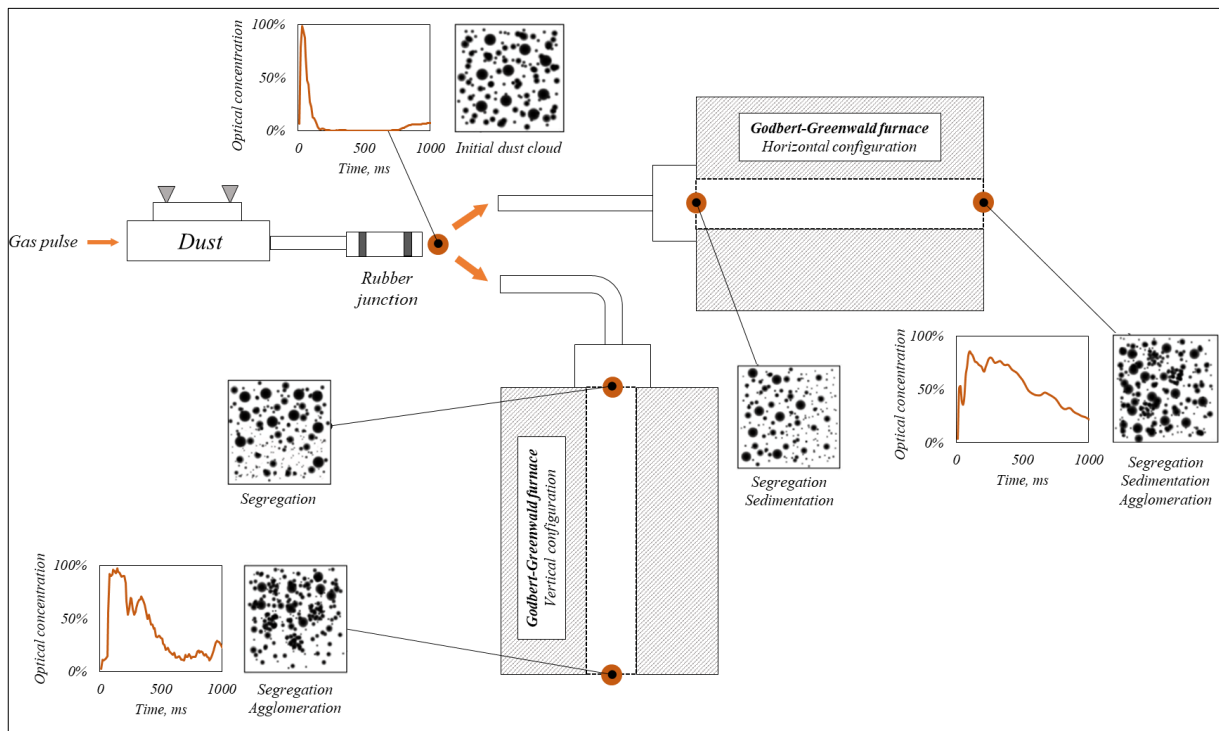 Optical concentration
100%
50%
0%
0
500
1000
Time, ms
Initial dust cloud
Godbert-Greenwald furnace
Horizontal configuration
Gas pulse
Dust
Rubber
junction
Segregation
Godbert-Greenwald furnace
Vertical configuration
Segregation
Sedimentation
Optical concentration
100%
50%
0%
0
500
1000
Time, ms
Segregation
Sedimentation
Agglomeration
Optical concentration
100%
50%
0%
0
500
1000
Time, ms
Segregation
Agglomeration